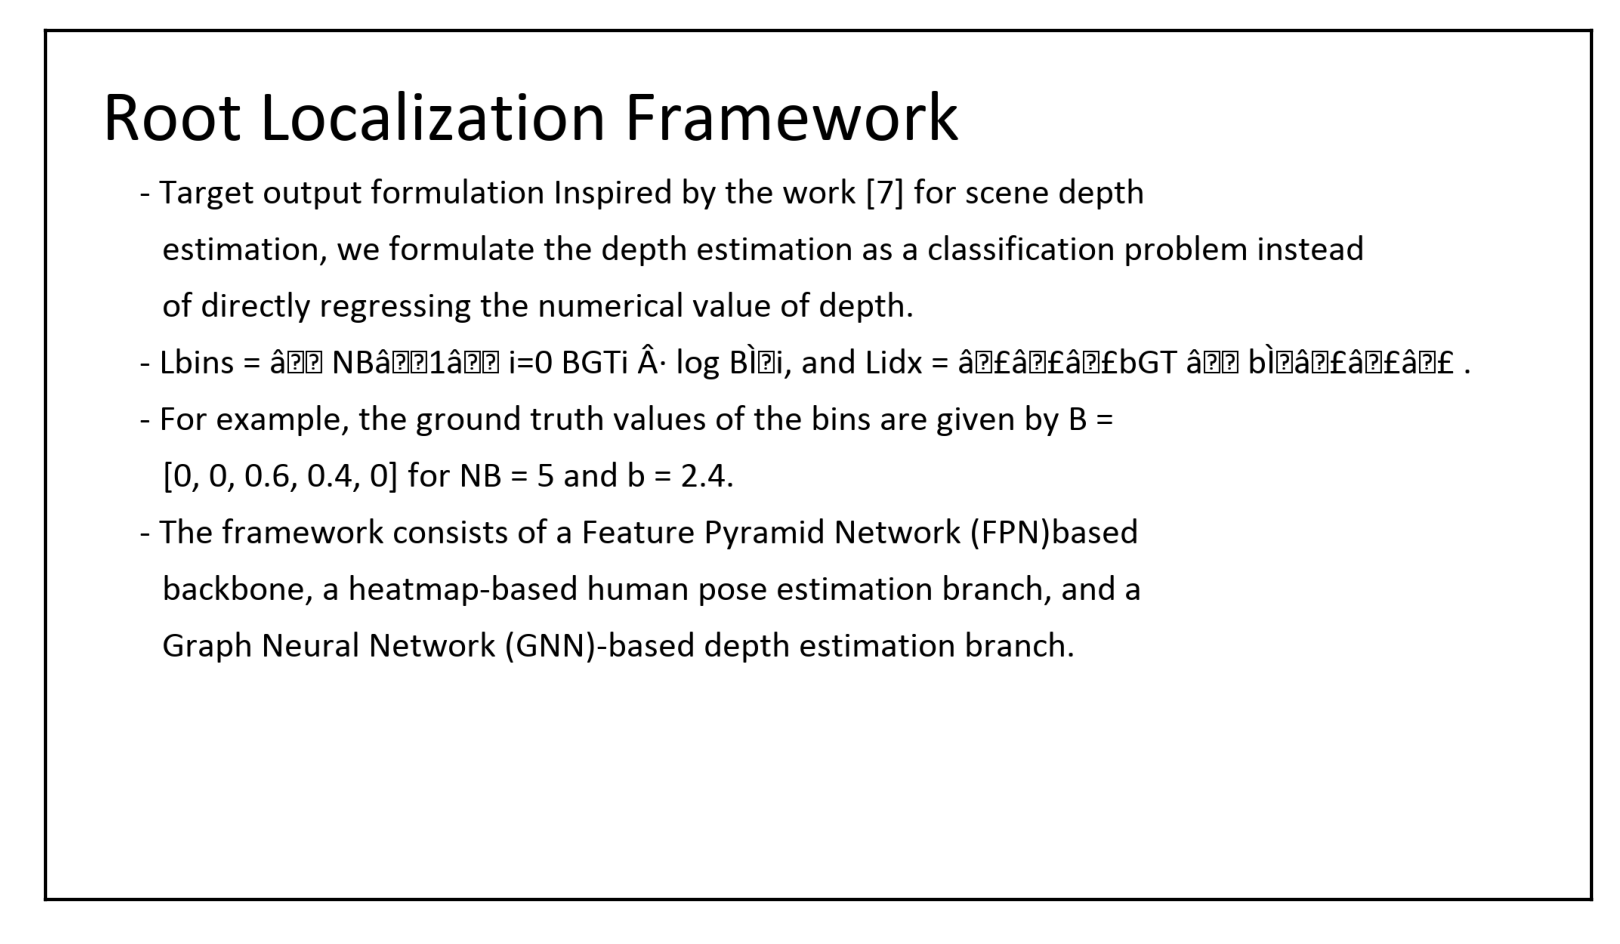 Root Localization Framework
- Target output formulation Inspired by the work [7] for scene depth
estimation, we formulate the depth estimation as a classification problem instead
of directly regressing the numerical value of depth.
- Lbins = â�� NBâ��1â�� i=0 BGTi Â· log BÌ�i, and Lidx = â�£â�£â�£bGT â�� bÌ�â�£â�£â�£ .
- For example, the ground truth values of the bins are given by B =
[0, 0, 0.6, 0.4, 0] for NB = 5 and b = 2.4.
- The framework consists of a Feature Pyramid Network (FPN)based
backbone, a heatmap-based human pose estimation branch, and a
Graph Neural Network (GNN)-based depth estimation branch.